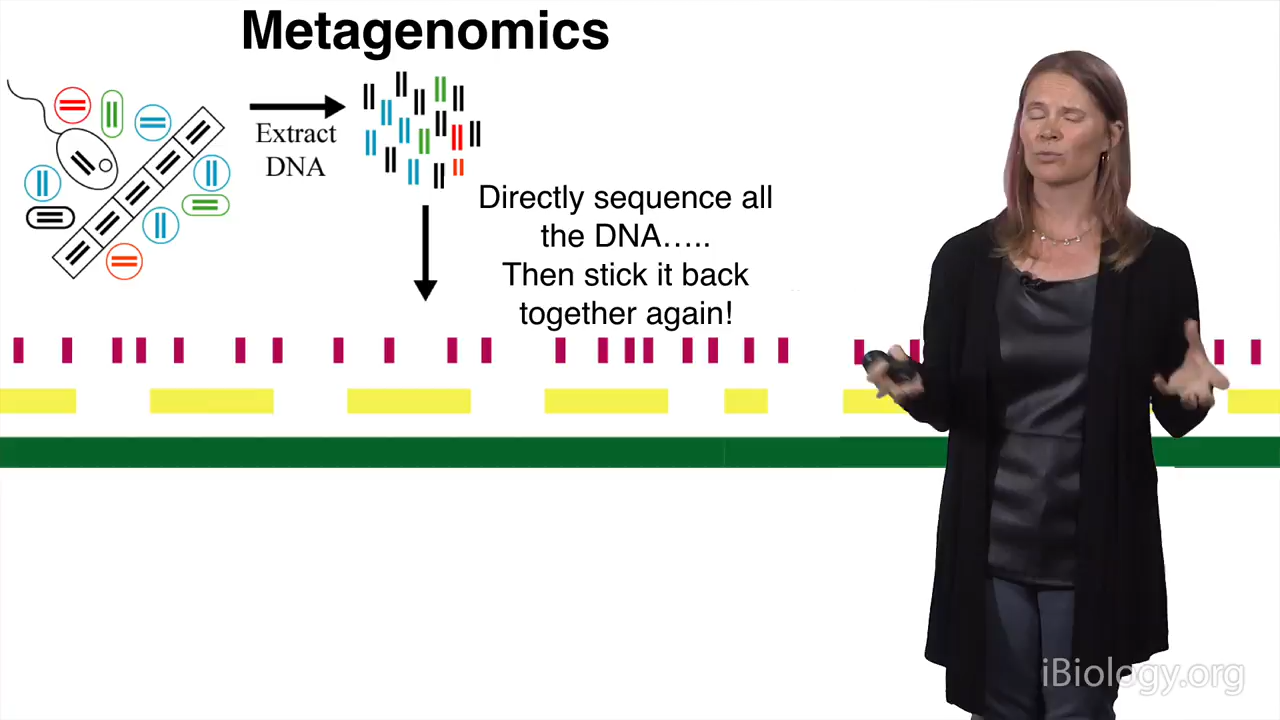 Metagenomics
Extract
DNA
Directly sequence all
the DNA…..
Then stick it back
together again!
iBiology.org